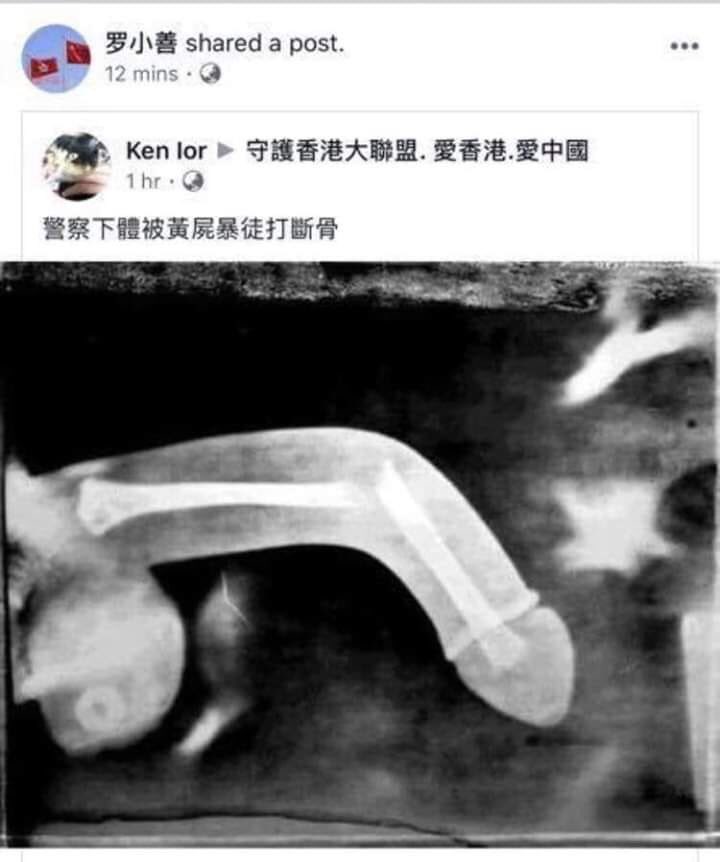 罗小善 shared a post.
12 mins ·
Ken Ior ▶ 守護香港大聯盟. 愛香港.愛中國
1 hr ·
警察下體被黃屍暴徒打斷骨